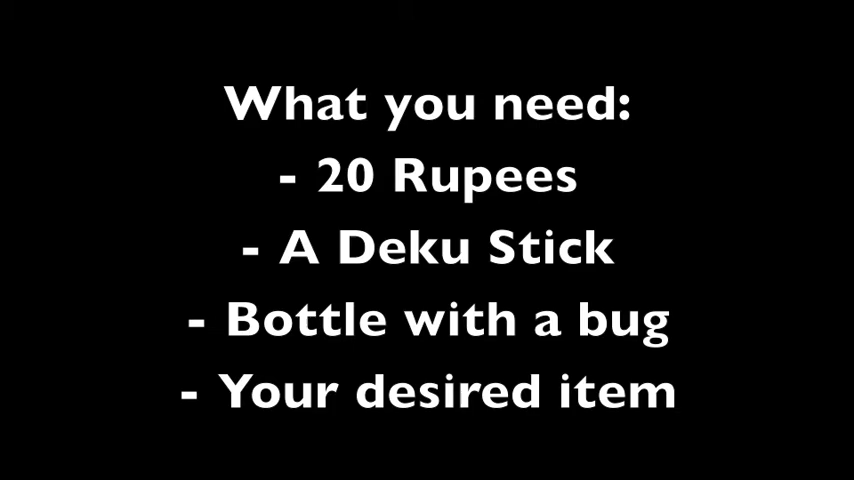 What you need:
- 20 Rupees
- A Deku Stick
- Bottle with a bug
- Your desired item